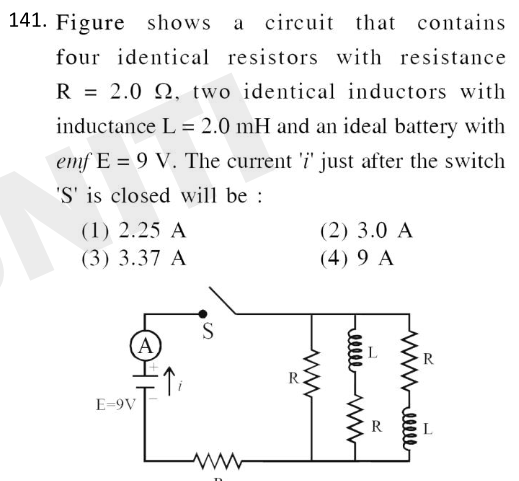 141. Figure shows a circuit that contains
four identical resistors with resistance
R = 2.0 Ω, two identical inductors with
inductance L = 2.0 mH and an ideal battery with
emf E = 9 V. The current 'i' just after the switch
'S' is closed will be :
(1) 2.25 A (2) 3.0 A
(3) 3.37 A (4) 9 A
S
A
L
R
+
i
R
E=9V
–
R
L